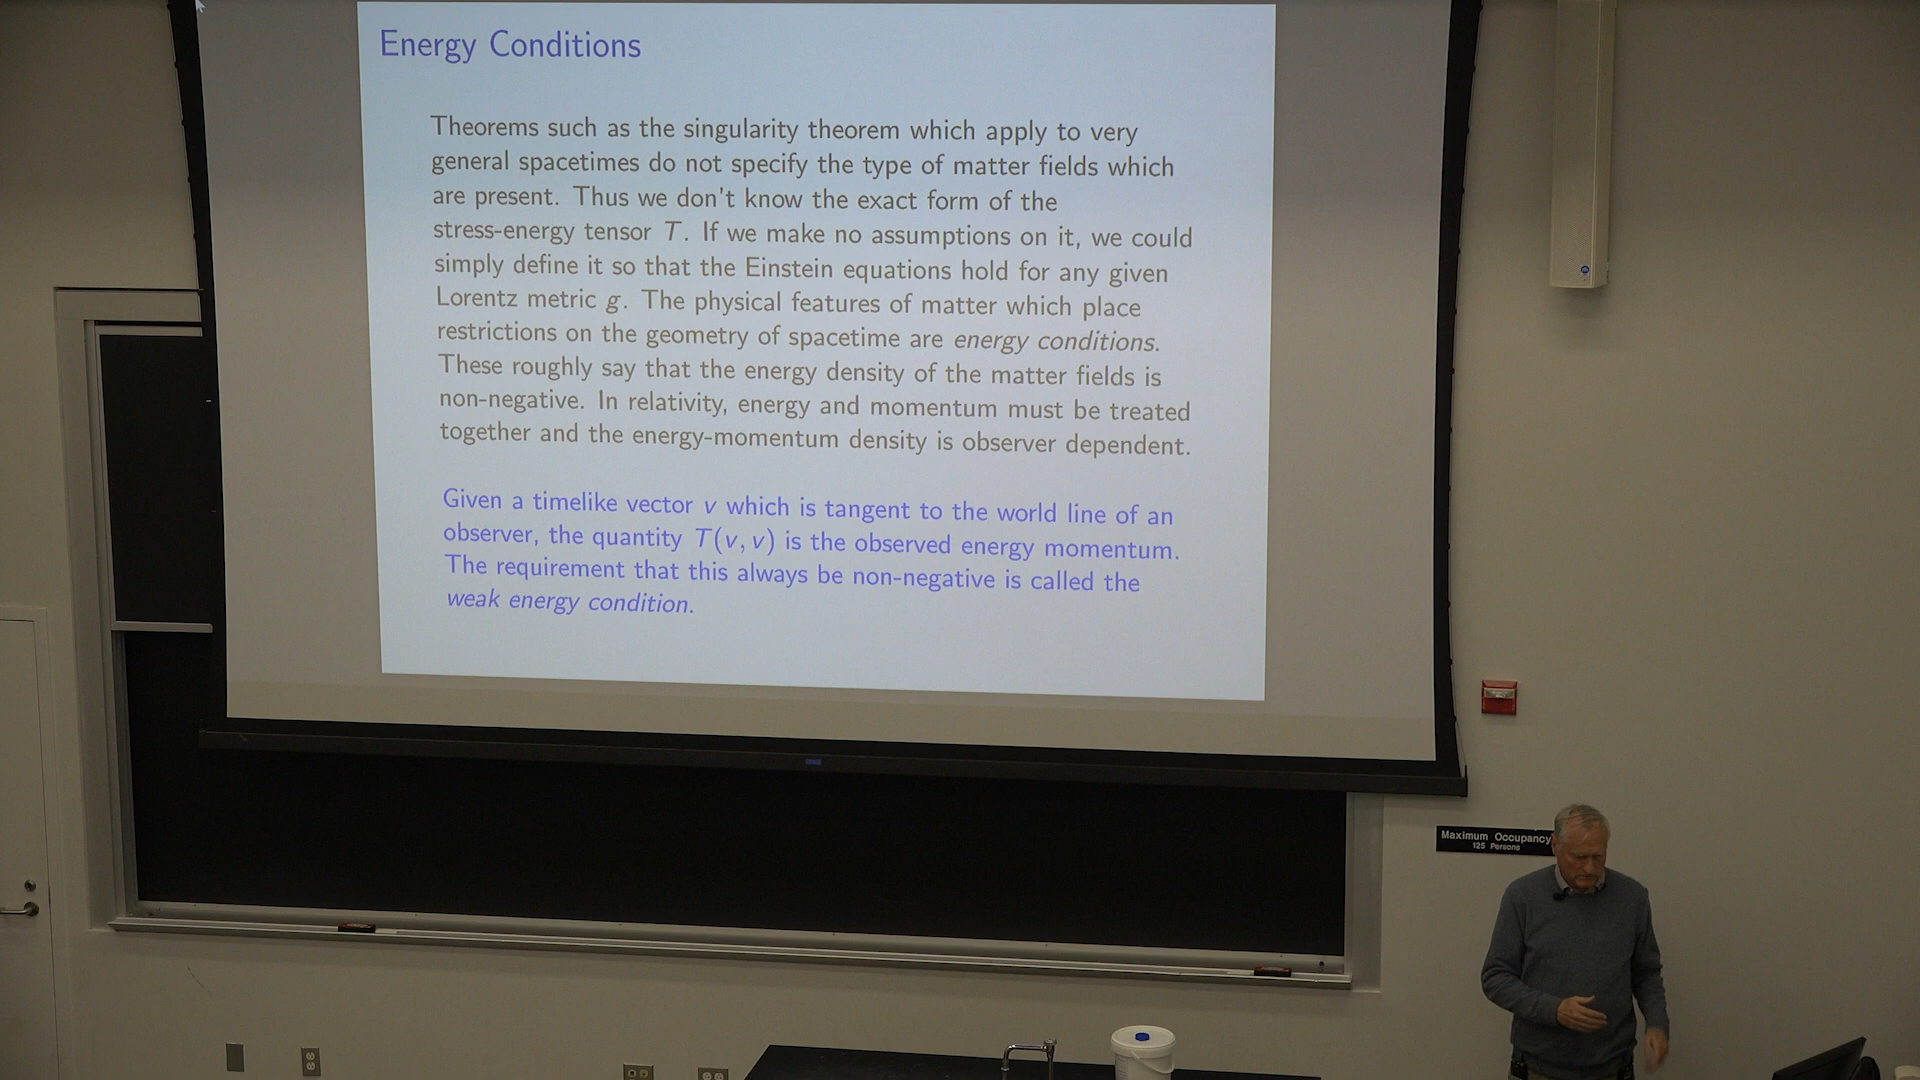 Energy Conditions
Theorems such as the singularity theorem which apply to very
general spacetimes do not specify the type of matter fields which
are present. Thus we don't know the exact form of the
stress-energy tensor T. If we make no assumptions on it, we could
simply define it so that the Einstein equations hold for any given
Lorentz metric g. The physical features of matter which place
restrictions on the geometry of spacetime are energy conditions.
These roughly say that the energy density of the matter fields is
non-negative. In relativity, energy and momentum must be treated
together and the energy-momentum density is observer dependent.
Given a timelike vector v which is tangent to the world line of an
observer, the quantity T(v, v) is the observed energy momentum.
The requirement that this always be non-negative is called the
weak energy condition.
Maximum Occupancy
125 Persons